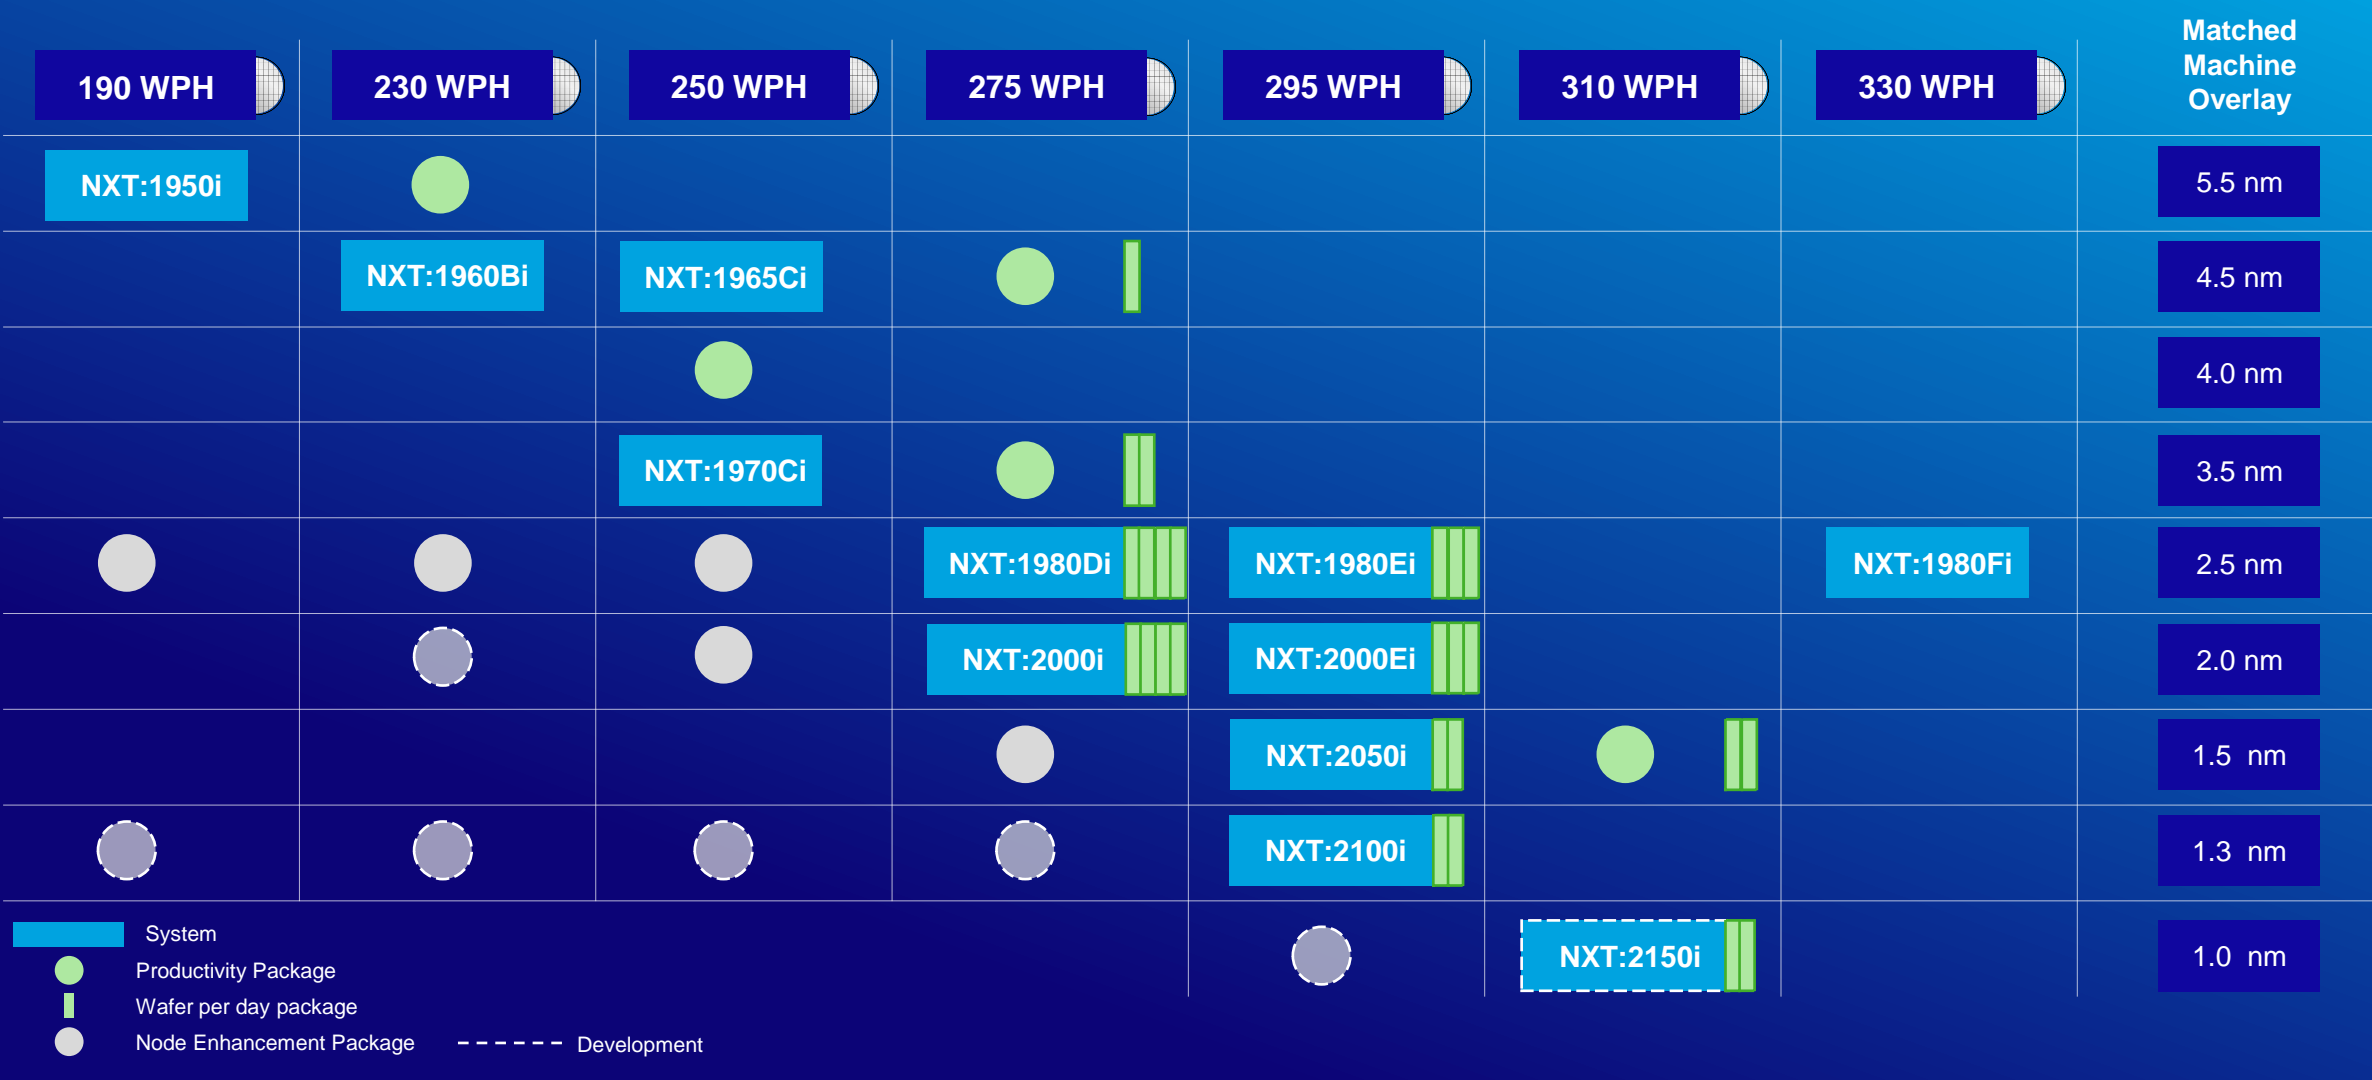 Matched
Machine
Overlay
190 WPH
230 WPH
250 WPH
275 WPH
295 WPH
310 WPH
330 WPH
NXT:1950i
5.5 nm
NXT:1960Bi
NXT:1965Ci
4.5 nm
4.0 nm
NXT:1970Ci
3.5 nm
NXT:1980Di
NXT:1980Ei
NXT:1980Fi
2.5 nm
NXT:2000i
NXT:2000Ei
2.0 nm
NXT:2050i
1.5 nm
NXT:2100i
1.3 nm
NXT:2150i
1.0 nm
System
Productivity Package
Wafer per day package
Node Enhancement Package
Development